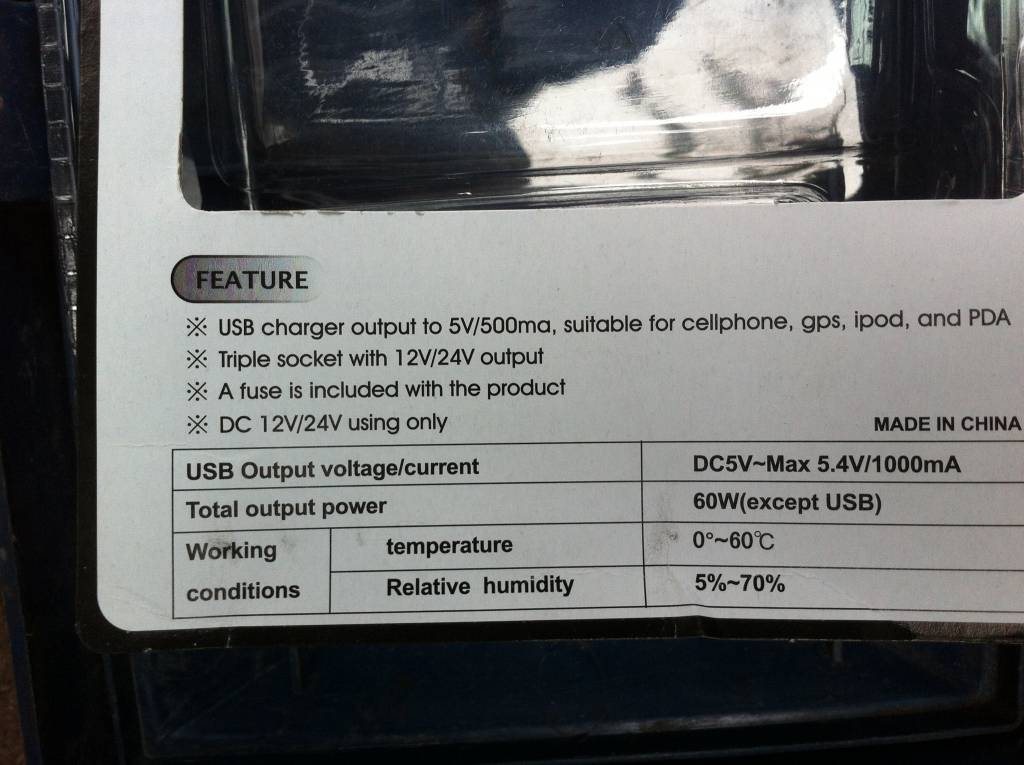 FEATURE
※ USB charger output to 5V/500ma, suitable for cellphone, gps, ipod, and PDA
※ Triple socket with 12V/24V output
※ A fuse is included with the product
※ DC 12V/24V using only
MADE IN CHINA
USB Output voltage/current DC5V~Max 5.4V/1000mA
Total output power 60W(except USB)
Working conditions temperature 0°~60℃
Relative humidity 5%~70%